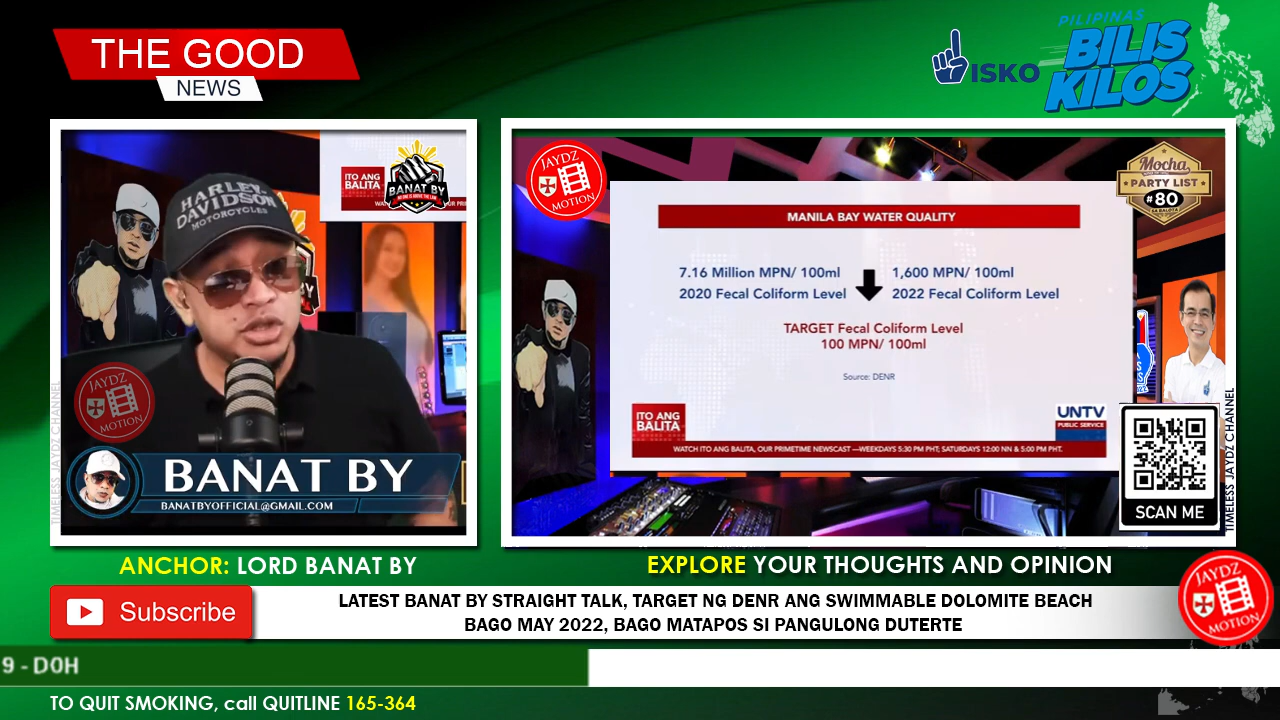 THE GOOD
NEWS
PILIPINAS
BILIS
KILOS
ISKO
ITO ANG
BALITA
BANAT BY
HARLEY-
DAVIDSON
MOTORCYCLES
JAYDZ
MOTION
TIMELESS JAYDZ CHANNEL
BANAT BY
BANATBYOFFICIAL@GMAIL.COM
JAYDZ
MOTION
Mocha
PARTY LIST
#80
SA BALOTA
MANILA BAY WATER QUALITY
7.16 Million MPN/ 100ml
2020 Fecal Coliform Level
1,600 MPN/ 100ml
2022 Fecal Coliform Level
TARGET Fecal Coliform Level
100 MPN/ 100ml
Source: DENR
ITO ANG
BALITA
UNTV
PUBLIC SERVICE
WATCH ITO ANG BALITA, OUR PRIMETIME NEWSCAST —WEEKDAYS 5:30 PM PHT; SATURDAYS 12:00 NN & 5:00 PM PHT.
SCAN ME
TIMELESS JAYDZ CHANNEL
ANCHOR: LORD BANAT BY
EXPLORE YOUR THOUGHTS AND OPINION
Subscribe
LATEST BANAT BY STRAIGHT TALK, TARGET NG DENR ANG SWIMMABLE DOLOMITE BEACH
BAGO MAY 2022, BAGO MATAPOS SI PANGULONG DUTERTE
JAYDZ
MOTION
9 - DOH
TO QUIT SMOKING, call QUITLINE 165-364